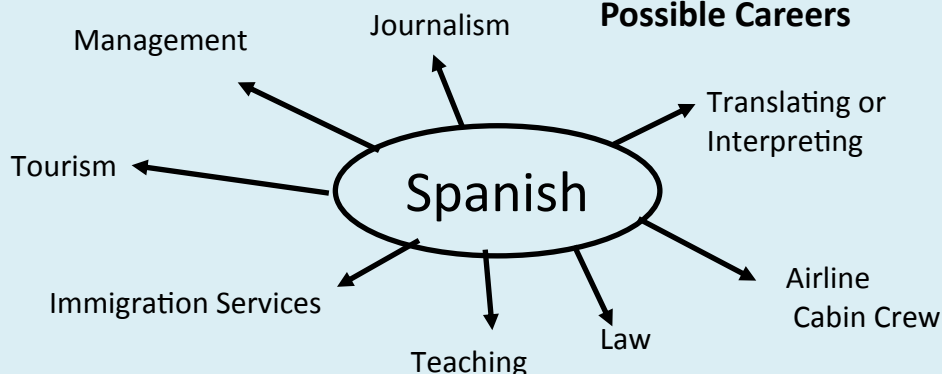 Possible Careers
Journalism
Management
Translating or
Interpreting
Tourism
Spanish
Airline
Cabin Crew
Immigration Services
Law
Teaching